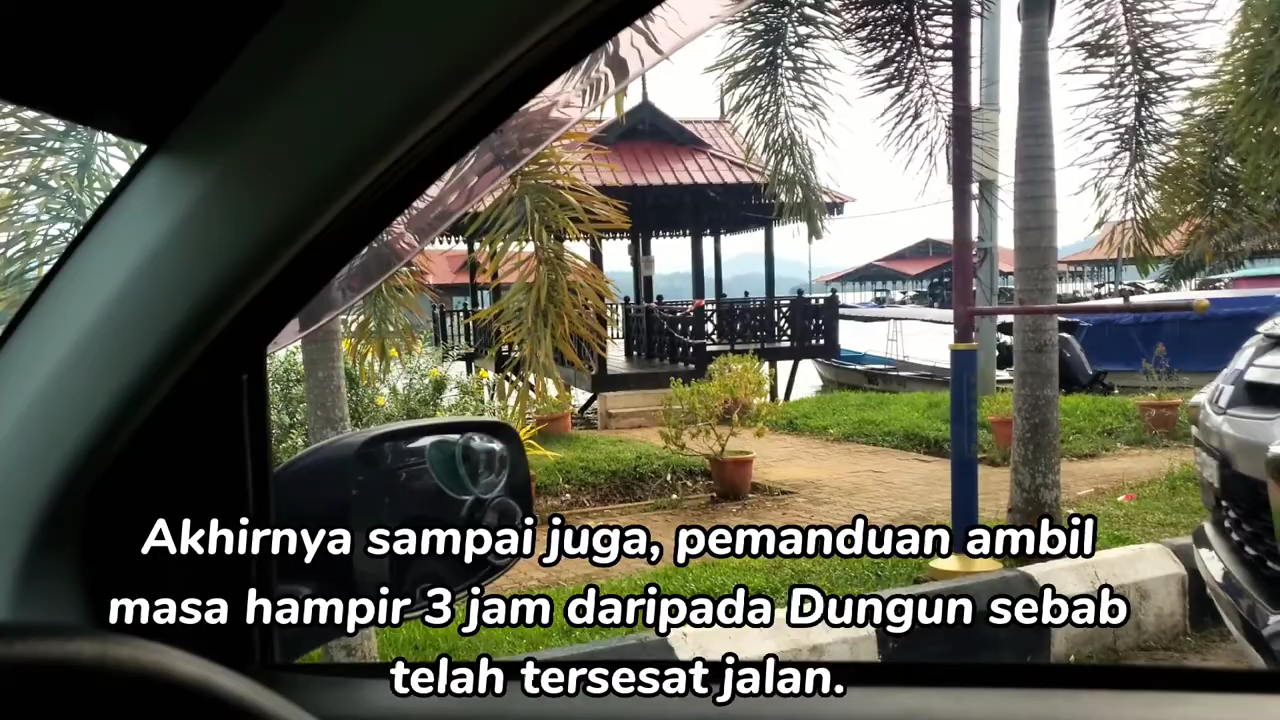 Akhirnya sampai juga, pemanduan ambil
masa hampir 3 jam daripada Dungun sebab
telah tersesat jalan.